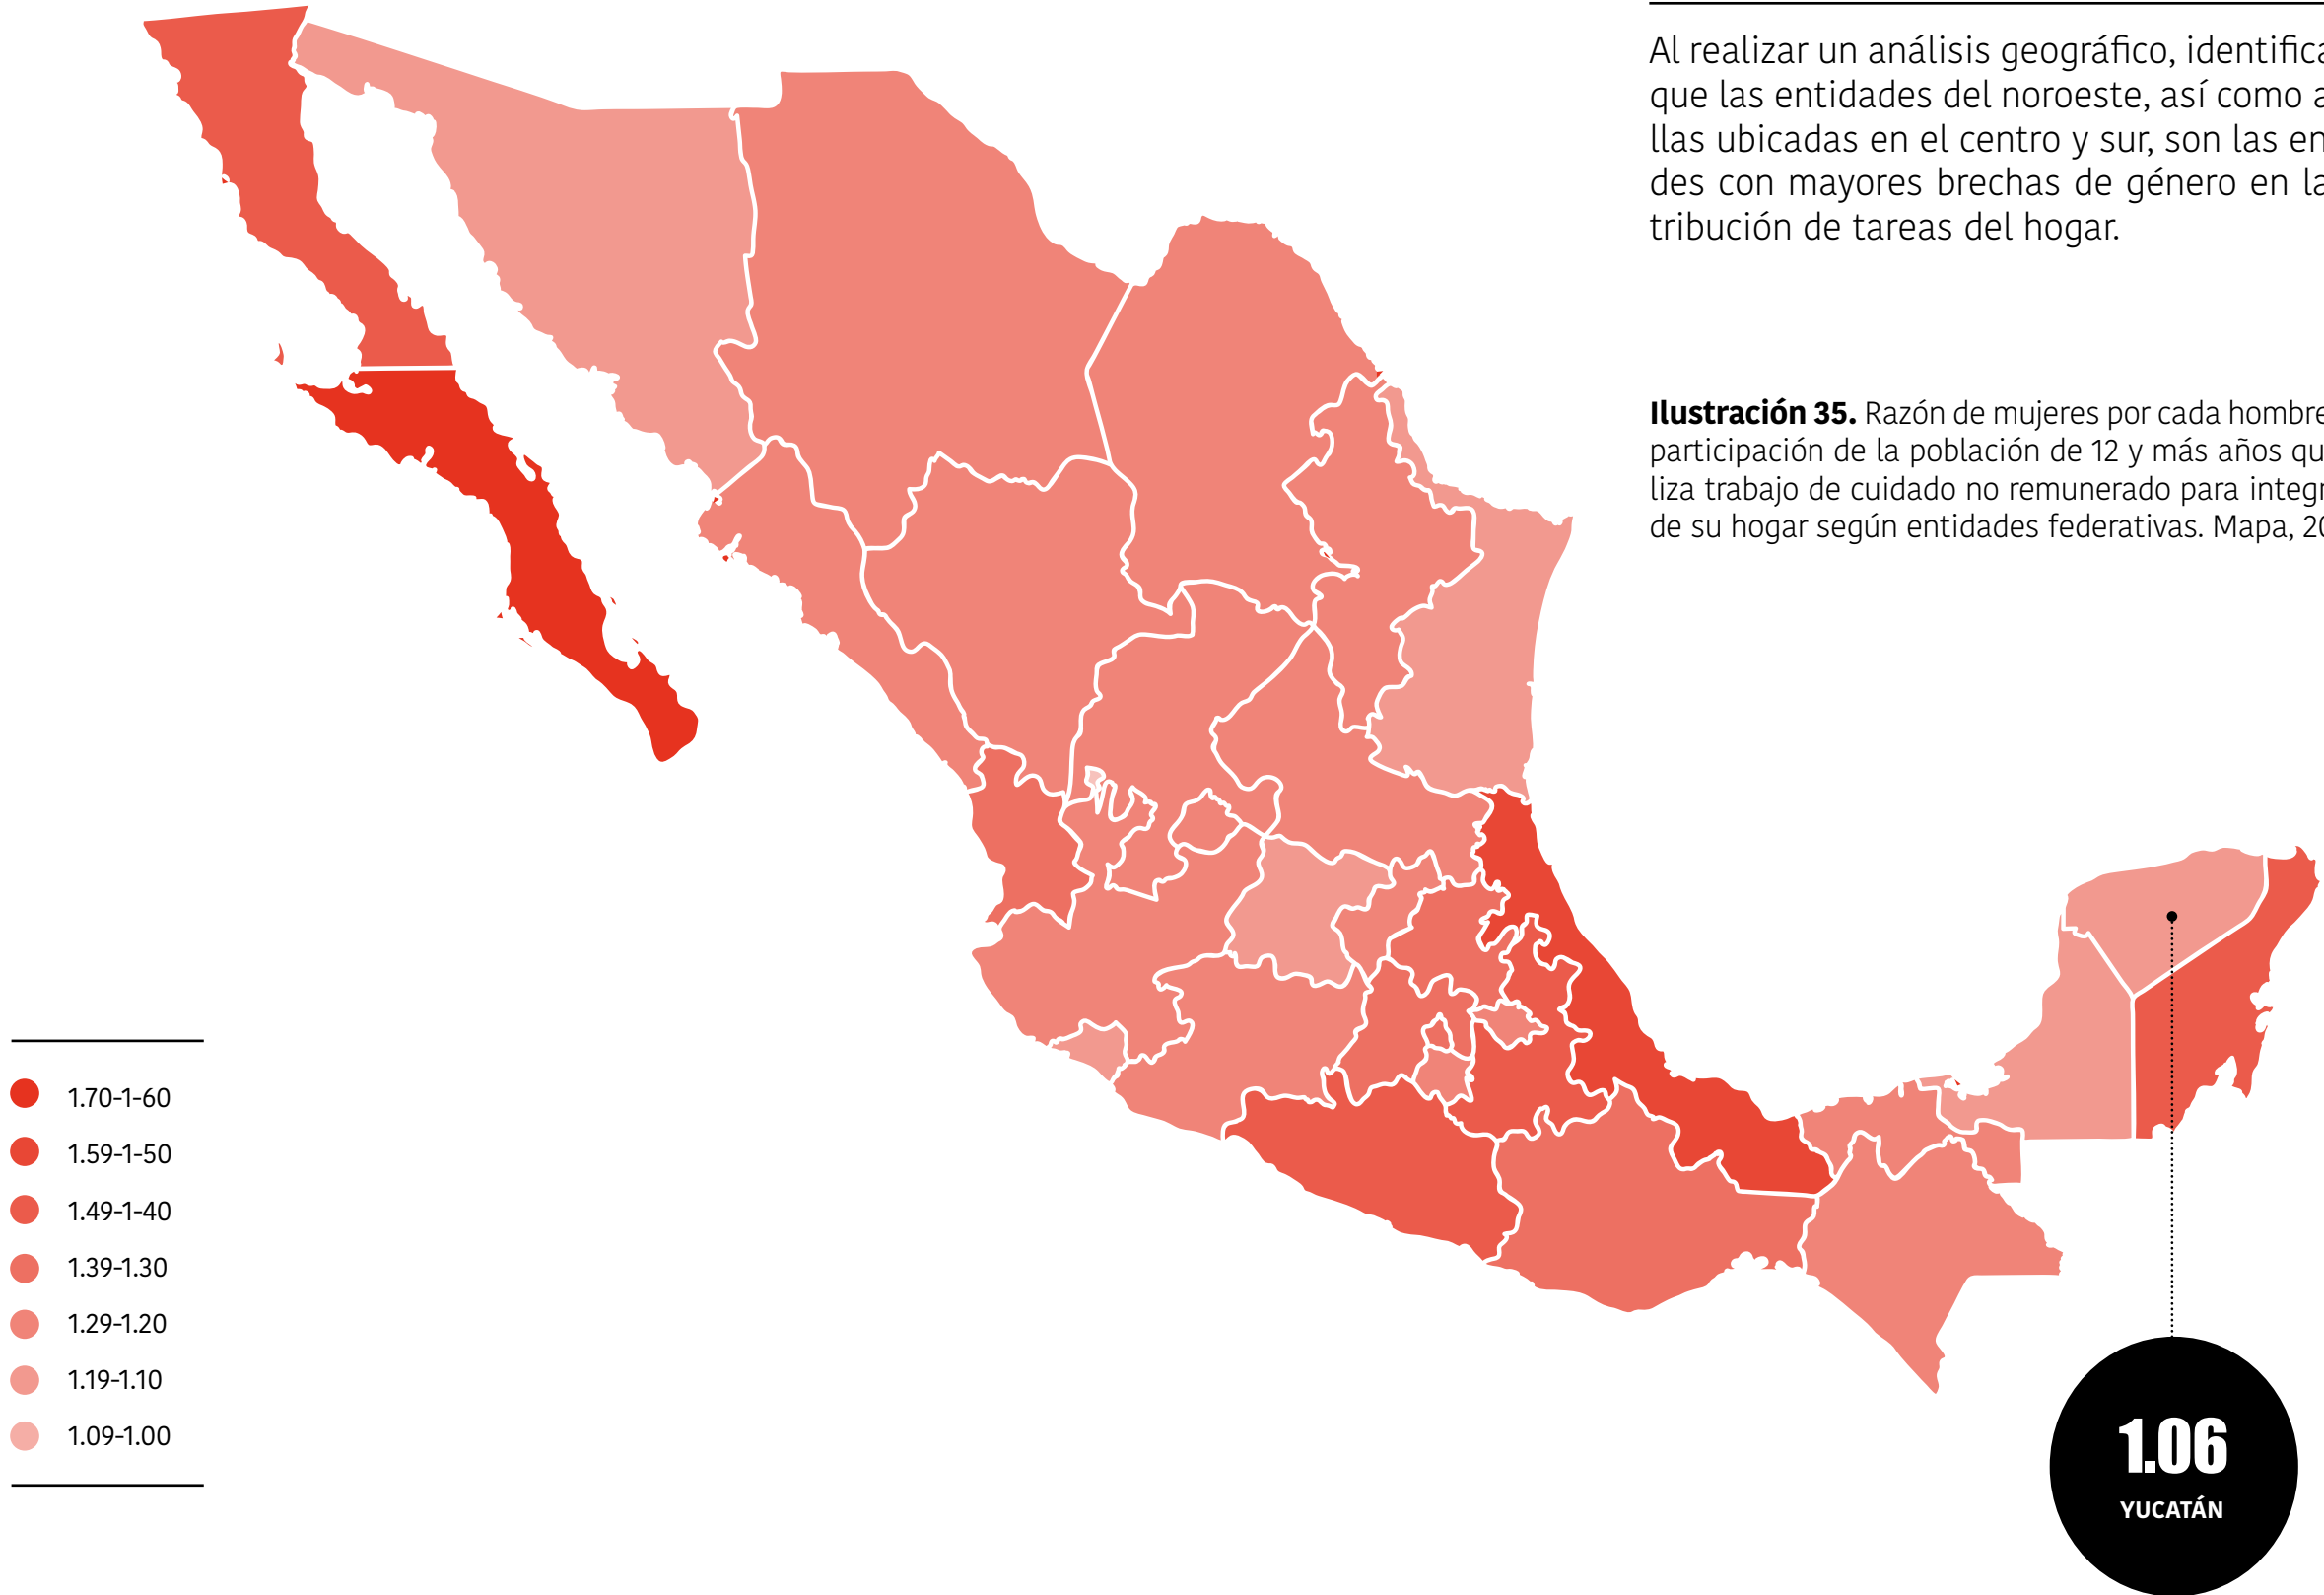 Al realizar un análisis geográfico, identifica
que las entidades del noroeste, así como a
llas ubicadas en el centro y sur, son las en
des con mayores brechas de género en la
tribución de tareas del hogar.
Ilustración 35. Razón de mujeres por cada hombre
participación de la población de 12 y más años qu
liza trabajo de cuidado no remunerado para integr
de su hogar según entidades federativas. Mapa, 20
1.70-1-60
1.59-1-50
1.49-1-40
1.39-1.30
1.29-1.20
1.19-1.10
1.09-1.00
1.06
YUCATÁN